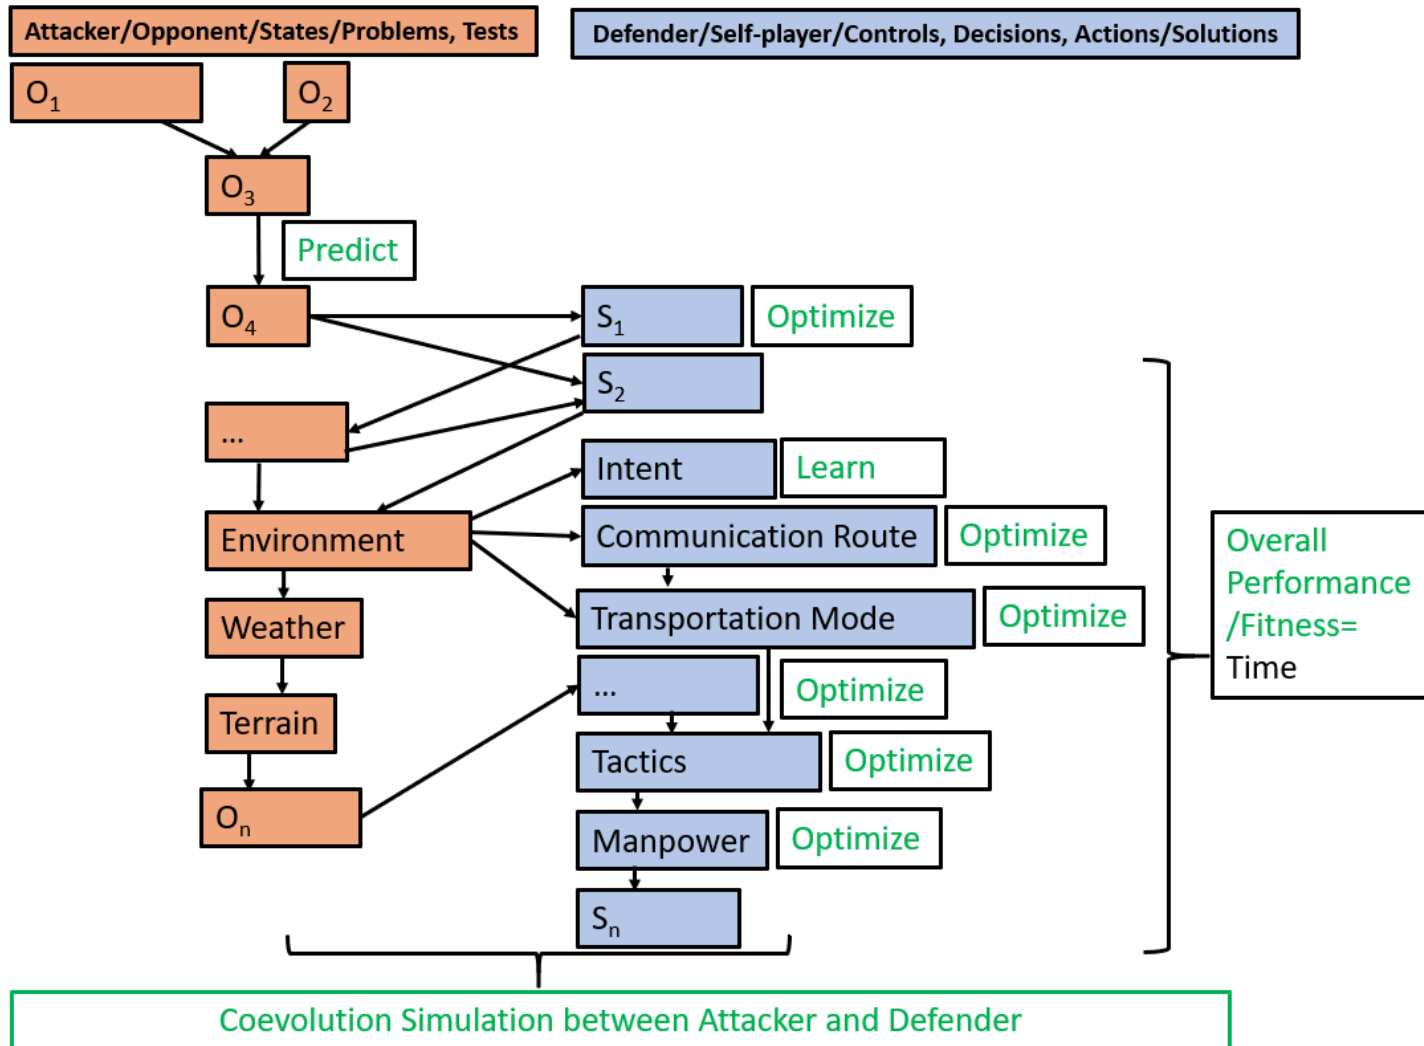 Attacker/Opponent/States/Problems, Tests
Defender/Self-player/Controls, Decisions, Actions/Solutions
O1
O2
O3
Predict
O4
S1
Optimize
S2
...
Intent
Learn
Environment
Communication Route
Optimize
Weather
Transportation Mode
Optimize
...
Optimize
Terrain
Tactics
Optimize
On
Manpower
Optimize
Sn
Overall
Performance
/Fitness=
Time
Coevolution Simulation between Attacker and Defender